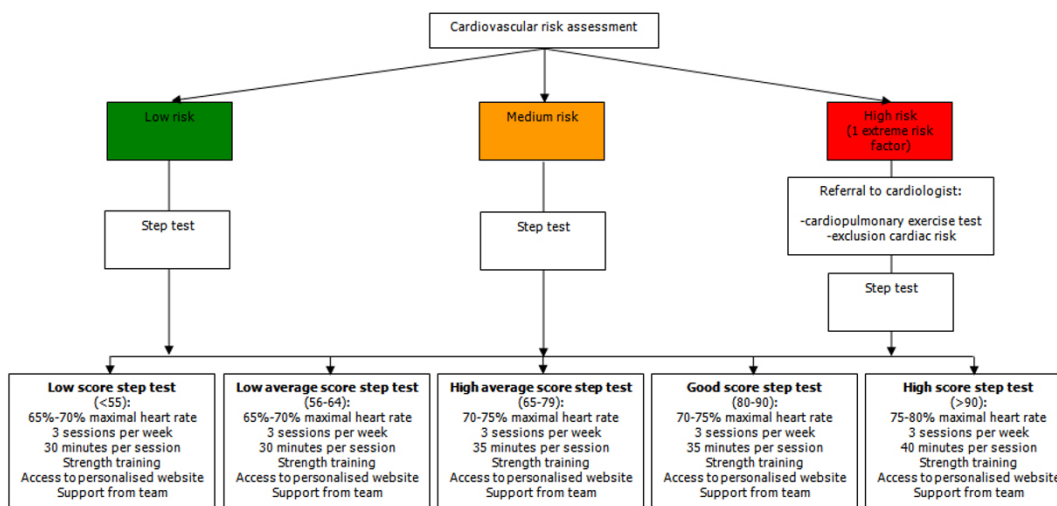 Cardiovascular risk assessment
Low risk
Medium risk
High risk
(1 extreme risk
factor)
Referral to cardiologist:
-cardiopulmonary exercise test
-exclusion cardiac risk
Step test
Step test
Step test
Low score step test
(<55):
65%-70% maximal heart rate
3 sessions per week
30 minutes per session
Strength training
Access to personalised website
Support from team
Low average score step test
(56-64):
65%-70% maximal heart rate
3 sessions per week
30 minutes per session
Strength training
Access to personalised website
Support from team
High average score step test
(65-79):
70-75% maximal heart rate
3 sessions per week
35 minutes per session
Strength training
Access to personalised website
Support from team
Good score step test
(80-90):
70-75% maximal heart rate
3 sessions per week
35 minutes per session
Strength training
Access to personalised website
Support from team
High score step test
(>90):
75-80% maximal heart rate
3 sessions per week
40 minutes per session
Strength training
Access to personalised website
Support from team